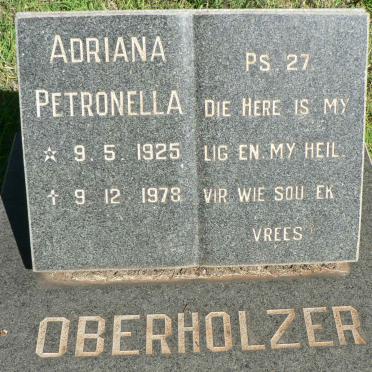 ADRIANA
PETRONELLA
☆ 9. 5. 1925
✝ 9. 12 1978
PS. 27.
DIE HERE IS MY
LIG EN MY HEIL.
VIR WIE SOU EK
VREES
OBERHOLZER